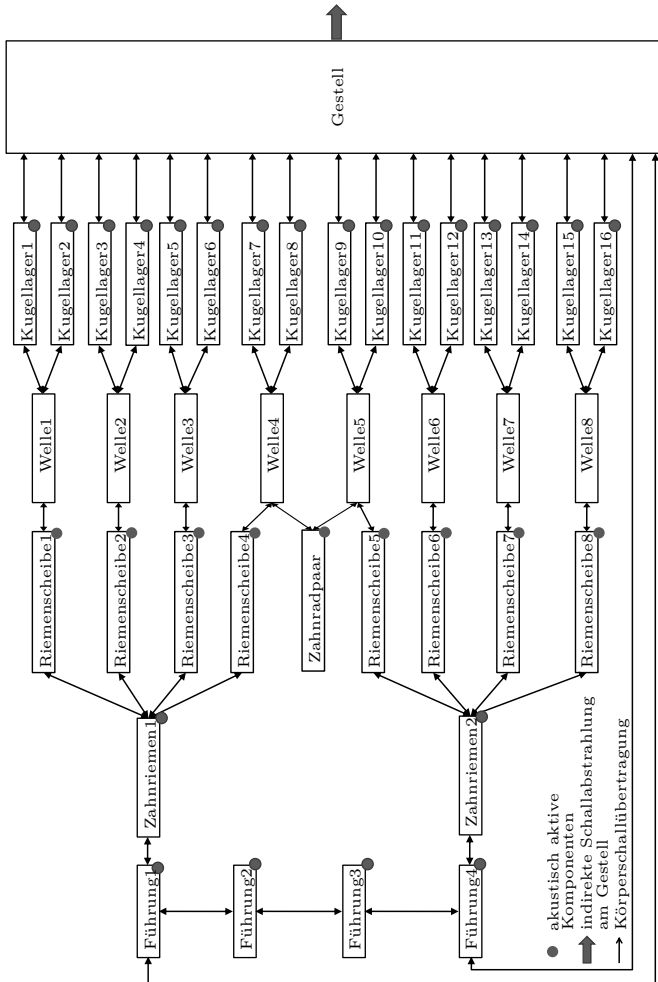 Gestell
Kugellager1
Kugellager2
Kugellager3
Kugellager4
Kugellager5
Kugellager6
Kugellager7
Kugellager8
Kugellager9
Kugellager10
Kugellager11
Kugellager12
Kugellager13
Kugellager14
Kugellager15
Kugellager16
Welle1
Welle2
Welle3
Welle4
Welle5
Welle6
Welle7
Welle8
Riemenscheibe1
Riemenscheibe2
Riemenscheibe3
Riemenscheibe4
Zahnradpaar
Riemenscheibe5
Riemenscheibe6
Riemenscheibe7
Riemenscheibe8
Zahnriemen1
Zahnriemen2
Führung1
Führung2
Führung3
Führung4
akustisch aktive
Komponenten
indirekte Schallabstrahlung
am Gestell
Körperschallübertragung